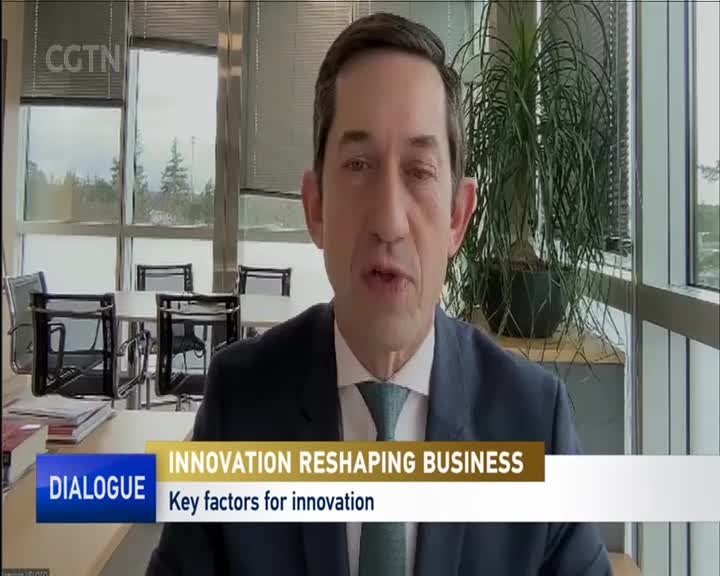 CGTN
INNOVATION RESHAPING BUSINESS
DIALOGUE
Key factors for innovation